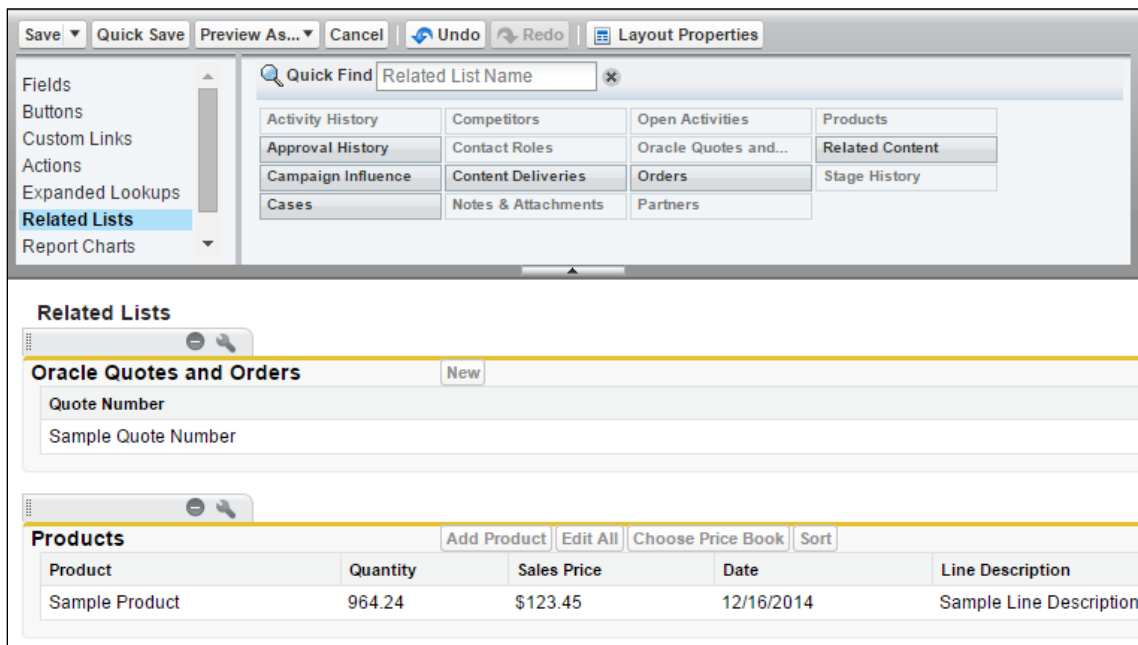 Save Quick Save Preview As... Cancel Undo Redo Layout Properties
Fields
Buttons
Custom Links
Actions
Expanded Lookups
Related Lists
Report Charts
Quick Find Related List Name
Activity History Competitors Open Activities Products
Approval History Contact Roles Oracle Quotes and... Related Content
Campaign Influence Content Deliveries Orders Stage History
Cases Notes & Attachments Partners
Related Lists
Oracle Quotes and Orders New
Quote Number
Sample Quote Number
Products Add Product Edit All Choose Price Book Sort
Product Quantity Sales Price Date Line Description
Sample Product 964.24 $123.45 12/16/2014 Sample Line Description